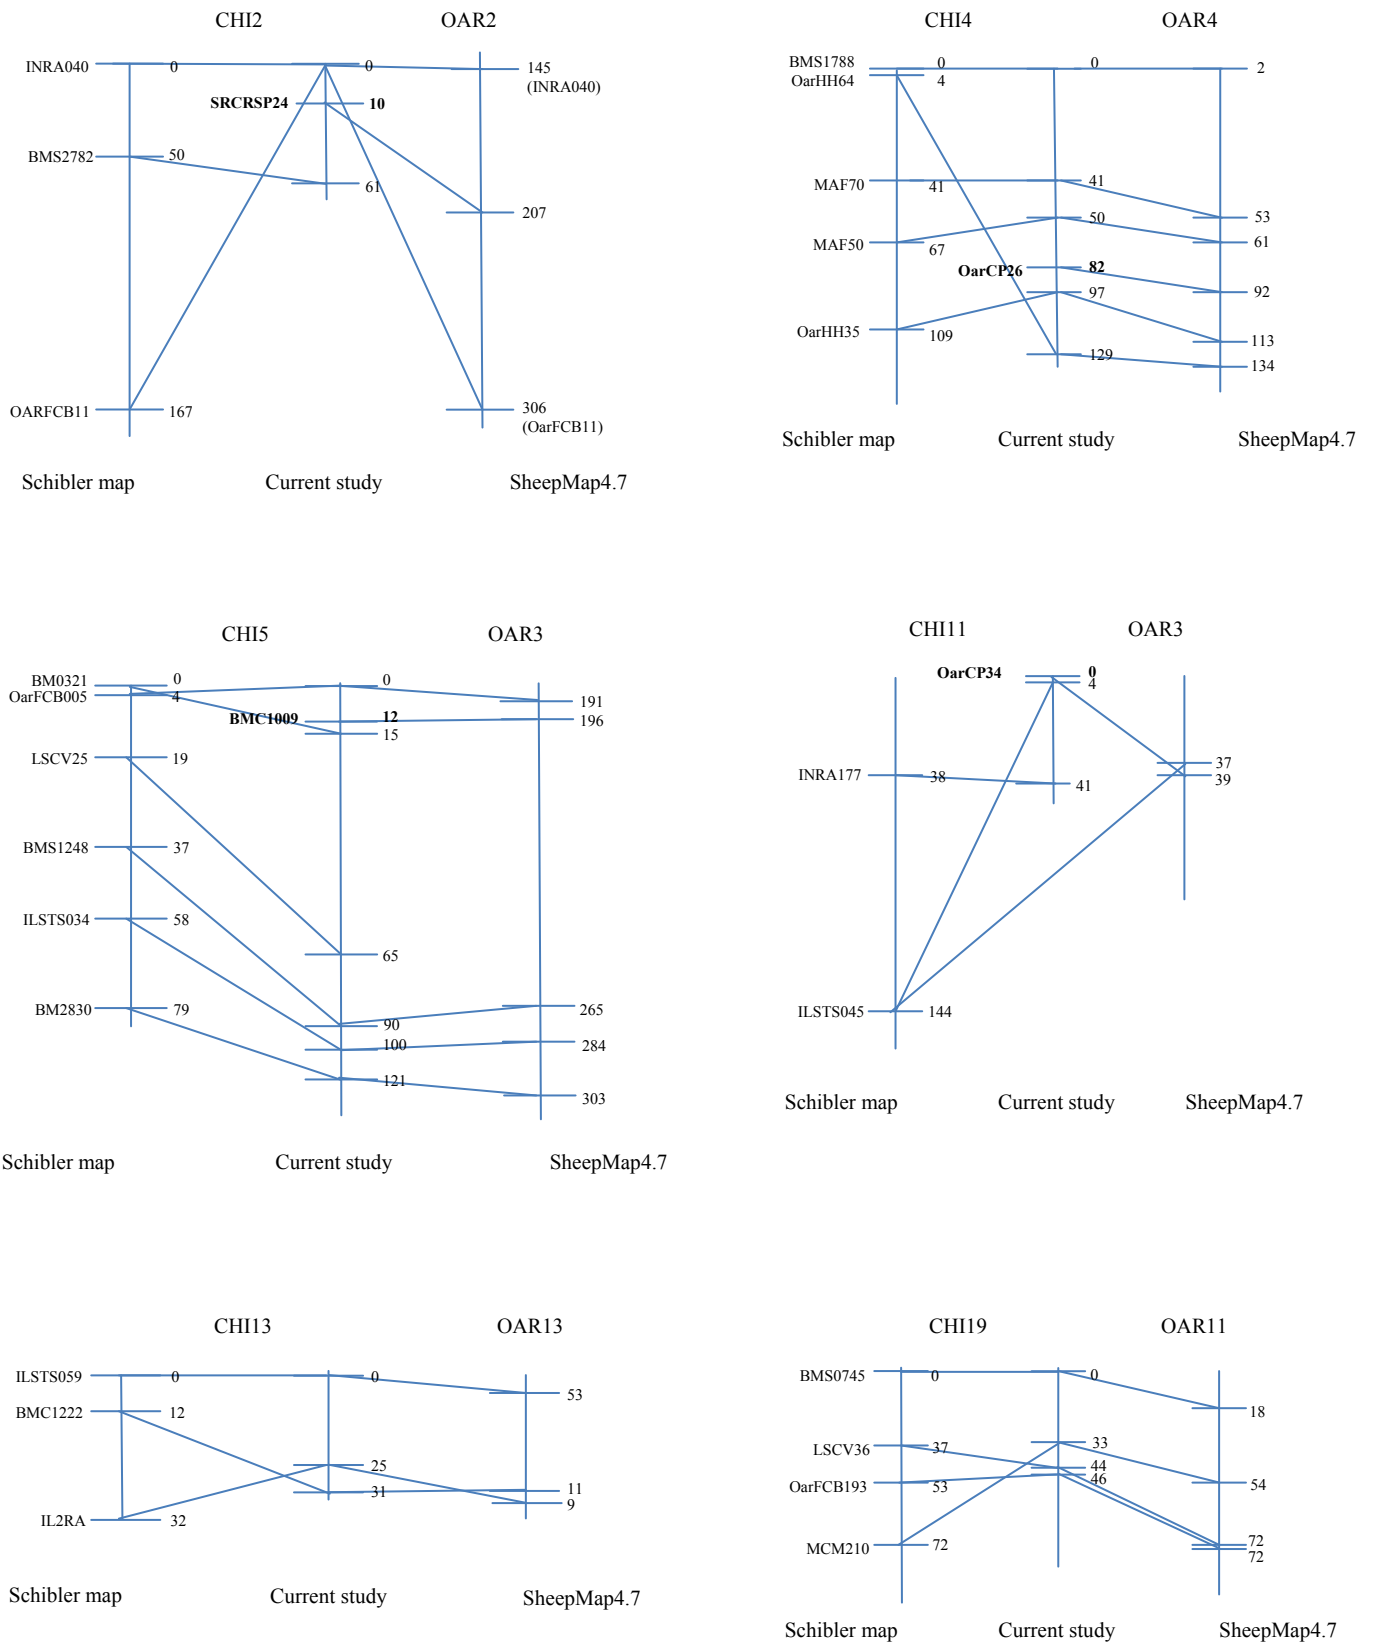 CHI2 OAR2
INRA040 0 0 145
(INRA040)
SRCRSP24 10
BMS2782 50 61
207
OARFCB11 167 306
(OarFCB11)
Schibler map Current study SheepMap4.7
CHI4 OAR4
BMS1788 0 0 2
OarHH64 4
MAF70 41 41 53
MAF50 67 50 61
OarCP26 82 92
97
OarHH35 109 113
129 134
Schibler map Current study SheepMap4.7
CHI5 OAR3
BM0321 0 0 191
OarFCB005 4
BMC1009 12 196
15
LSCV25 19
BMS1248 37
ILSTS034 58
65
BM2830 79 90 265
100 284
121 303
Schibler map Current study SheepMap4.7
CHI11 OAR3
OarCP34 0
4
INRA177 38 41 37
39
ILSTS045 144
Schibler map Current study SheepMap4.7
CHI13 OAR13
ILSTS059 0 0 53
BMC1222 12
25
31 11
9
IL2RA 32
Schibler map Current study SheepMap4.7
CHI19 OAR11
BMS0745 0 0 18
LSCV36 37 33
44
46
OarFCB193 53 54
MCM210 72 72
72
Schibler map Current study SheepMap4.7